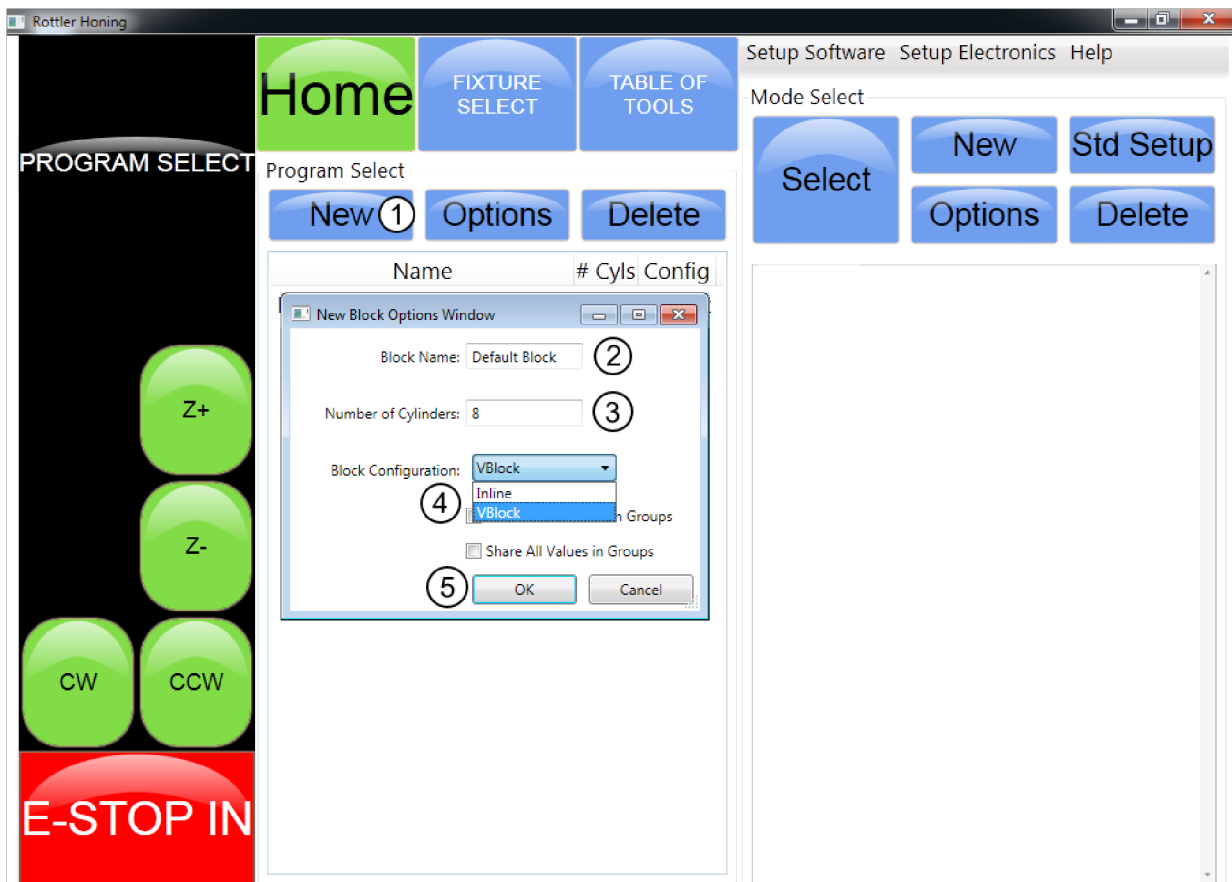 Rottler Honing
PROGRAM SELECT
Z+
Z-
CW
CCW
E-STOP IN
Home
FIXTURE
SELECT
TABLE OF
TOOLS
Program Select
New 1
Options
Delete
Name
# Cyls
Config
New Block Options Window
Block Name: Default Block 2
Number of Cylinders: 8 3
Block Configuration: VBlock
Inline
4
VBlock
Groups
Share All Values in Groups
5 OK
Cancel
Setup Software Setup Electronics Help
Mode Select
Select
New
Std Setup
Options
Delete